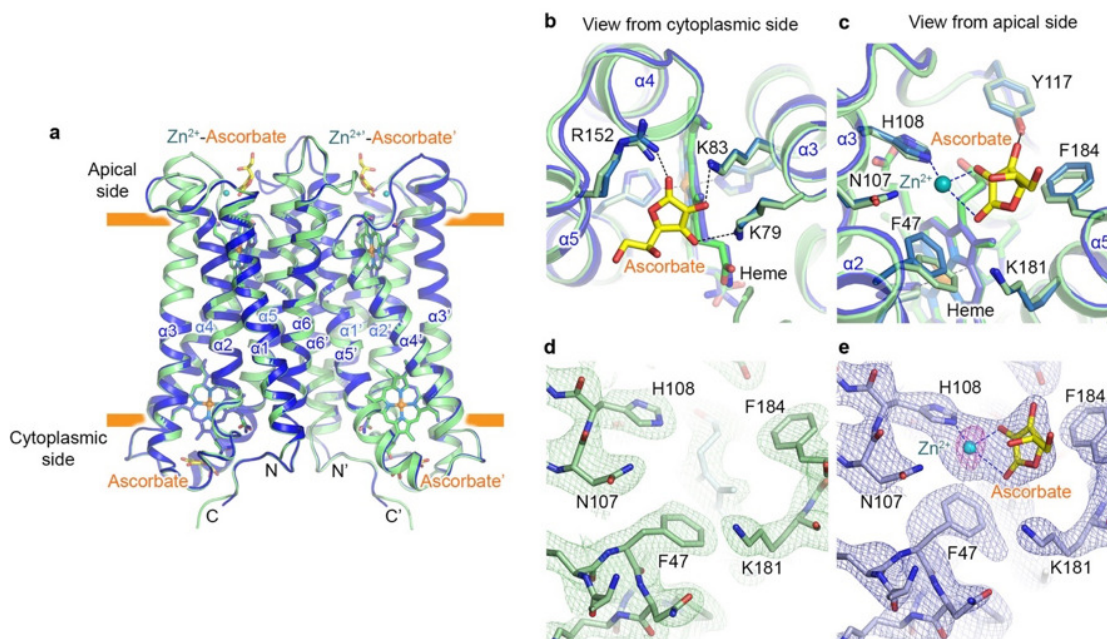 a
Zn2+-Ascorbate
Zn2+'-Ascorbate'
Apical side
α3
α4
α2
α5
α1
α6
α6'
α5'
α1'
α2'
α4'
α3'
Cytoplasmic side
Ascorbate
N
N'
Ascorbate'
C
C'
b
View from cytoplasmic side
α4
R152
K83
α3
α5
K79
Ascorbate
Heme
c
View from apical side
Y117
H108
α3
Ascorbate
F184
N107
Zn2+
F47
α5
α2
K181
Heme
d
H108
F184
N107
F47
K181
e
H108
F184
Zn2+
N107
Ascorbate
F47
K181